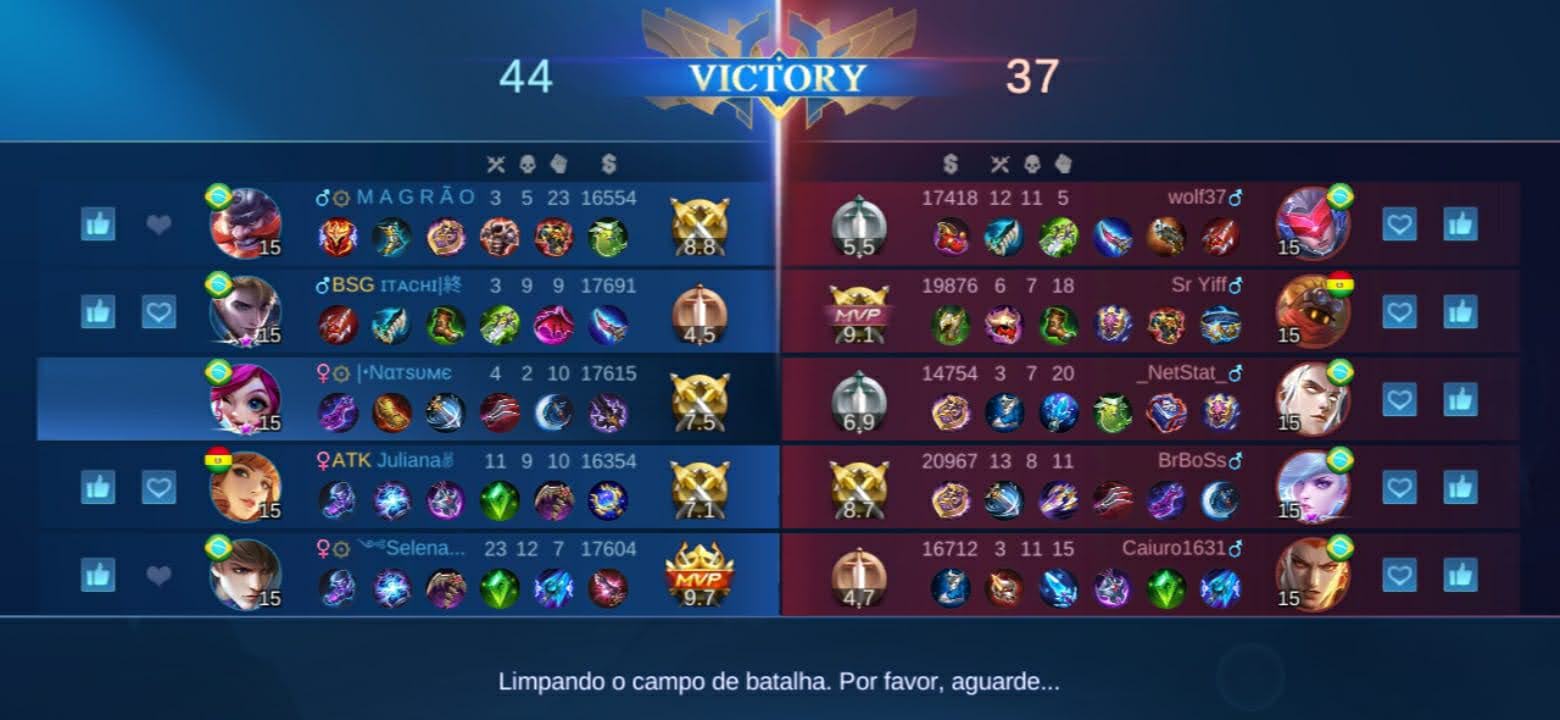 44 VICTORY 37
15 MAGRÃO 3 5 23 16554 8.8
5,5 17418 12 11 5 wolf37 15
15 BSG ITACHI|終 3 9 9 17691 4,5
MVP 9.1 19876 6 7 18 Sr Yiff 15
15 |•Nατsυмє 4 2 10 17615 7.5
6,9 14754 3 7 20 _NetStat_ 15
15 ATK Juliana 11 9 10 16354 7.1
8.7 20967 13 8 11 BrBoSs 15
15 Selena... 23 12 7 17604 MVP 9.7
4,7 16712 3 11 15 Caiuro1631 15
Limpando o campo de batalha. Por favor, aguarde...